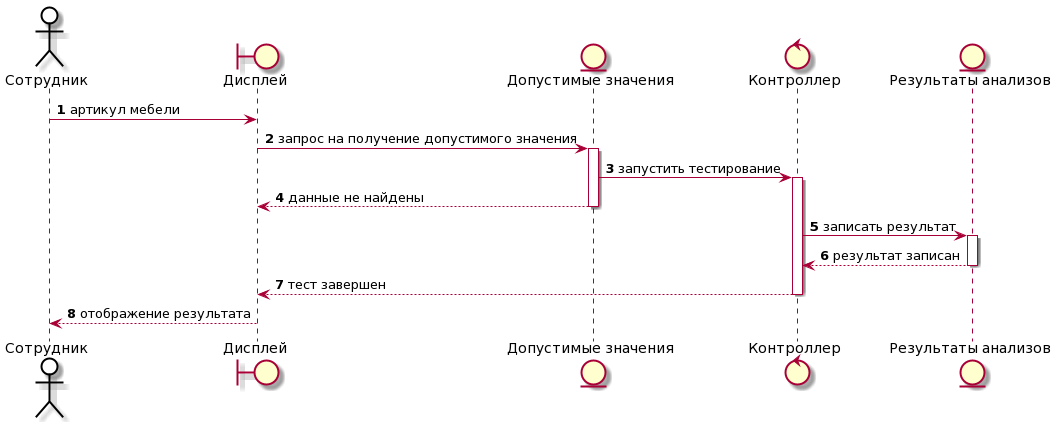 Сотрудник
Дисплей
Допустимые значения
Контроллер
Результаты анализов
1 артикул мебели
2 запрос на получение допустимого значения
3 запустить тестирование
4 данные не найдены
5 записать результат
6 результат записан
7 тест завершен
8 отображение результата
Сотрудник
Дисплей
Допустимые значения
Контроллер
Результаты анализов